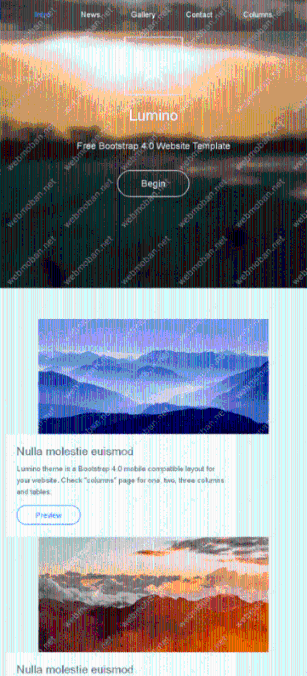 Intro News Gallery Contact Columns
Lumino
Free Bootstrap 4.0 Website Template
Begin
Nulla molestie euismod
Lumino theme is a Bootstrap 4.0 mobile compatible layout for
your website. Check "columns" page for one, two, three columns
and tables.
Preview
Nulla molestie euismod
webmoban.net